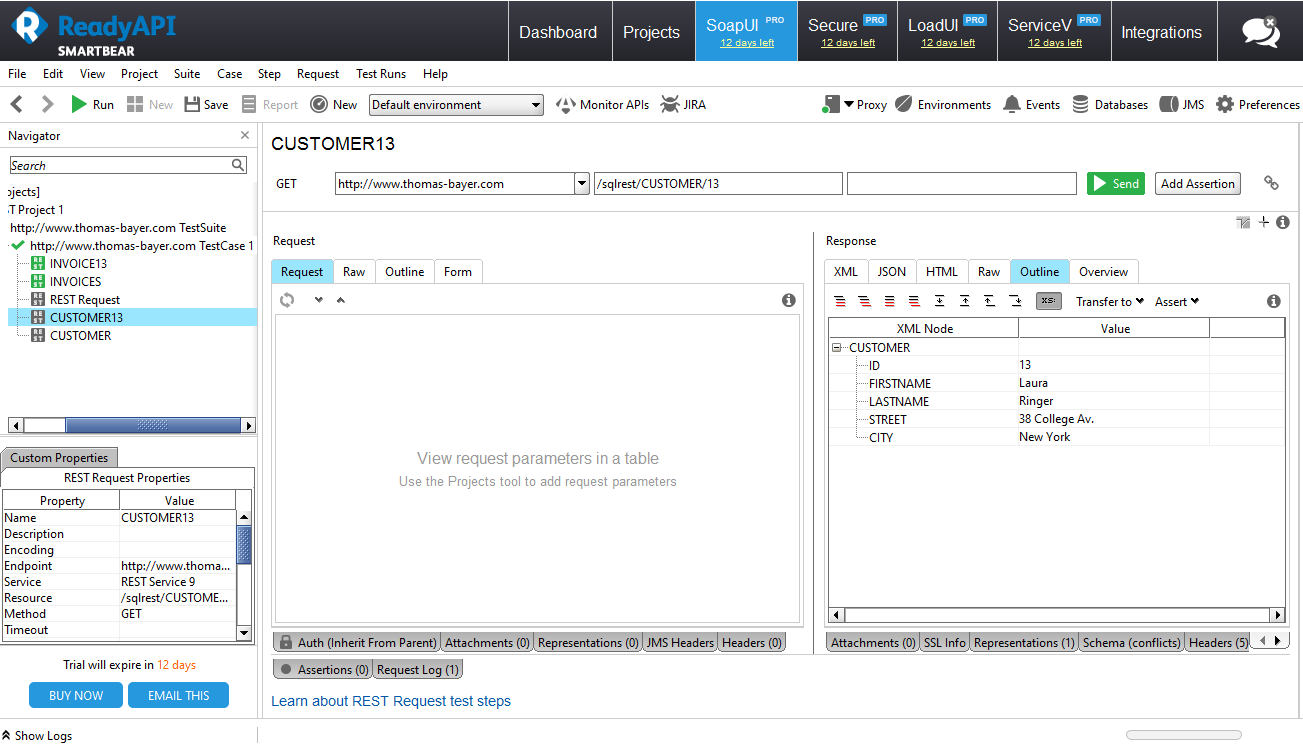 ReadyAPI
SMARTBEAR
Dashboard
Projects
SoapUI PRO
12 days left
Secure PRO
12 days left
LoadUI PRO
12 days left
ServiceV PRO
12 days left
Integrations
File Edit View Project Suite Case Step Request Test Runs Help
Run New Save Report New Default environment Monitor APIs JIRA Proxy Environments Events Databases JMS Preferences
Navigator
Search
ojects]
ST Project 1
http://www.thomas-bayer.com TestSuite
http://www.thomas-bayer.com TestCase 1
REST INVOICE13
REST INVOICES
REST REST Request
REST CUSTOMER13
REST CUSTOMER
Custom Properties
REST Request Properties
Property Value
Name CUSTOMER13
Description
Encoding
Endpoint http://www.thoma...
Service REST Service 9
Resource /sqlrest/CUSTOME...
Method GET
Timeout
Trial will expire in 12 days
BUY NOW EMAIL THIS
Show Logs
CUSTOMER13
GET http://www.thomas-bayer.com /sqlrest/CUSTOMER/13 Send Add Assertion
Request
Request Raw Outline Form
View request parameters in a table
Use the Projects tool to add request parameters
Auth (Inherit From Parent) Attachments (0) Representations (0) JMS Headers Headers (0)
Assertions (0) Request Log (1)
Learn about REST Request test steps
Response
XML JSON HTML Raw Outline Overview
XS: Transfer to Assert
XML Node Value
CUSTOMER
ID 13
FIRSTNAME Laura
LASTNAME Ringer
STREET 38 College Av.
CITY New York
Attachments (0) SSL Info Representations (1) Schema (conflicts) Headers (5)